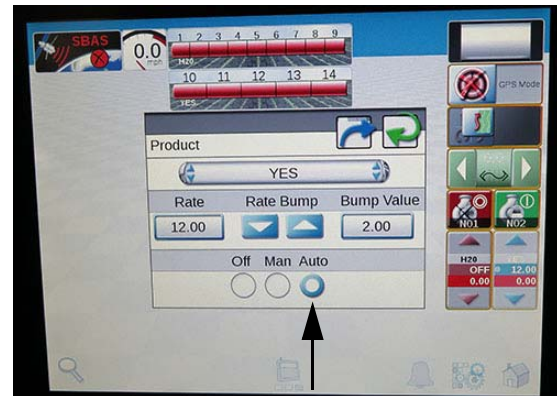 SBAS
0.0
mph
1 2 3 4 5 6 7 8 9
H20
10 11 12 13 14
YES
GPS Mode
Product
YES
Rate Rate Bump Bump Value
12.00 2.00
Off Man Auto
N01 N02
H20
OFF 12.00
0.00 0.00